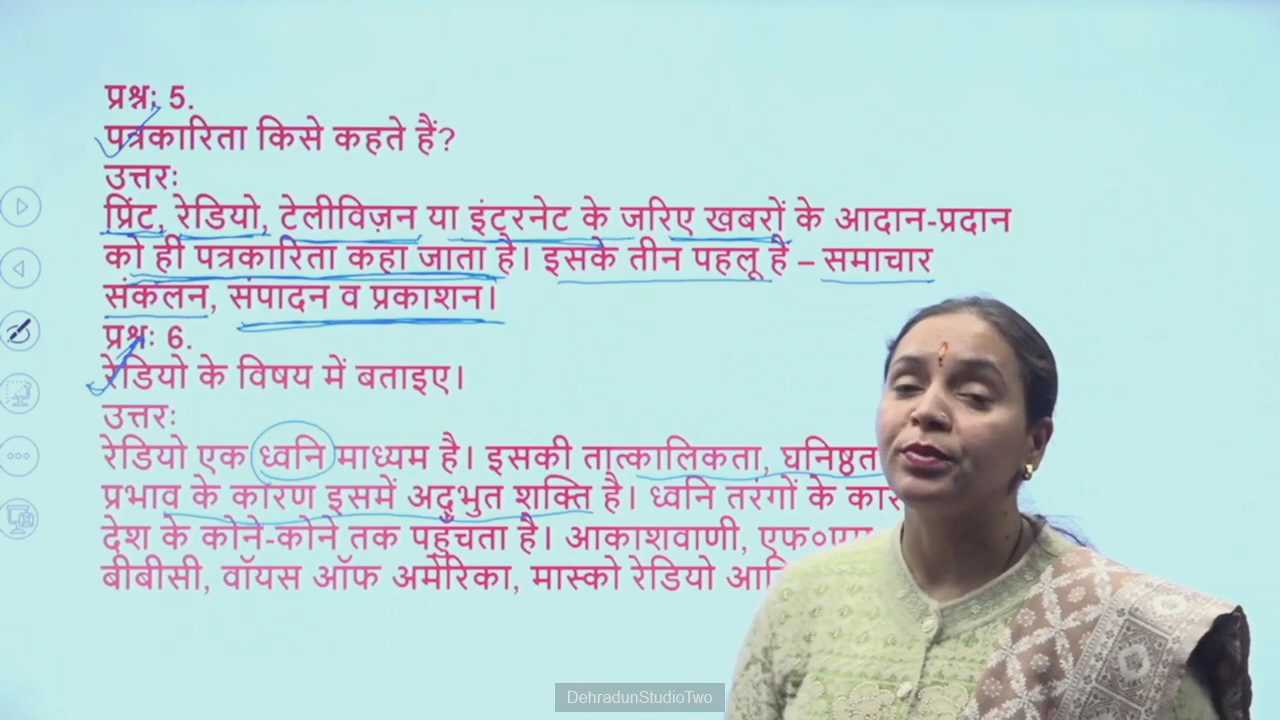 प्रश्नः 5.
पत्रकारिता किसे कहते हैं?
उत्तरः
प्रिंट, रेडियो, टेलीविज़न या इंटरनेट के जरिए खबरों के आदान-प्रदान
को ही पत्रकारिता कहा जाता है। इसके तीन पहलू हैं – समाचार
संकलन, संपादन व प्रकाशन।
प्रश्नः 6.
रेडियो के विषय में बताइए।
उत्तरः
रेडियो एक ध्वनि माध्यम है। इसकी तात्कालिकता,
प्रभाव के कारण इसमें अद्भुत शक्ति है। ध्वनि तरंगों के
देश के कोने-कोने तक पहुँचता है। आकाशवाणी,
बीबीसी, वॉयस ऑफ अमेरिका, मास्को रेडियो
DehradunStudioTwo